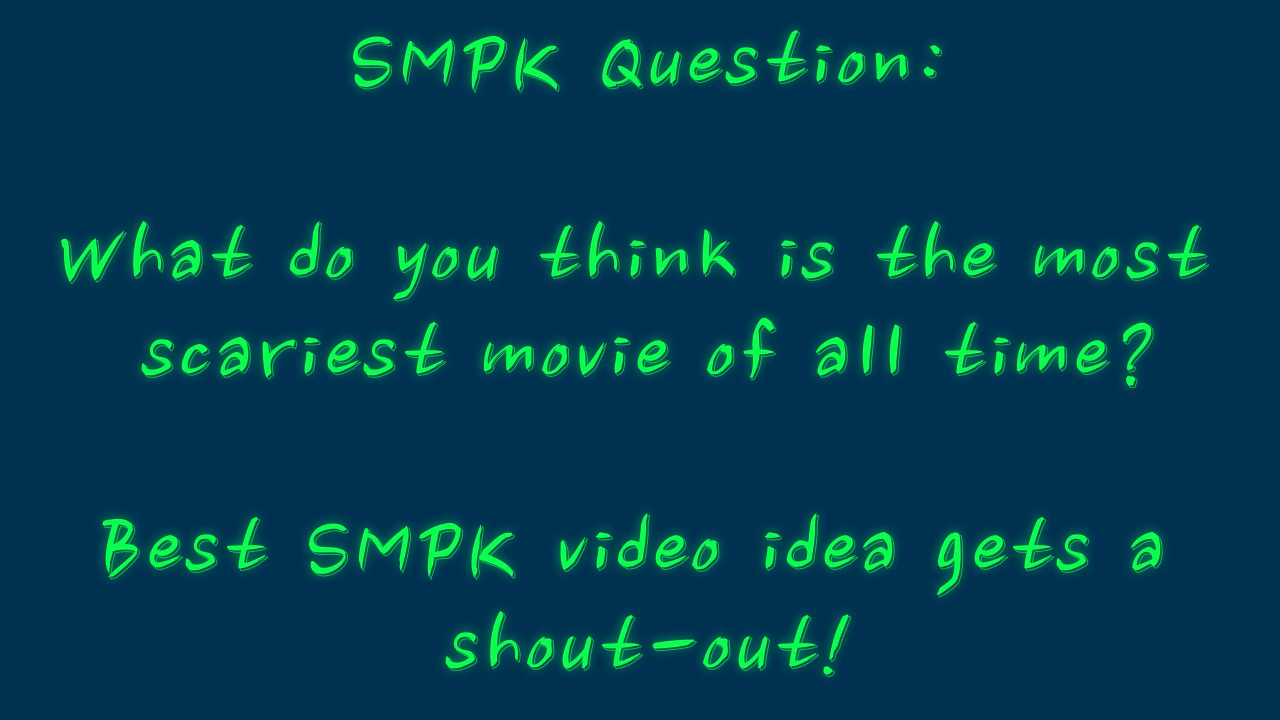 SMPK Question:
What do you think is the most
scariest movie of all time?
Best SMPK video idea gets a
shout-out!